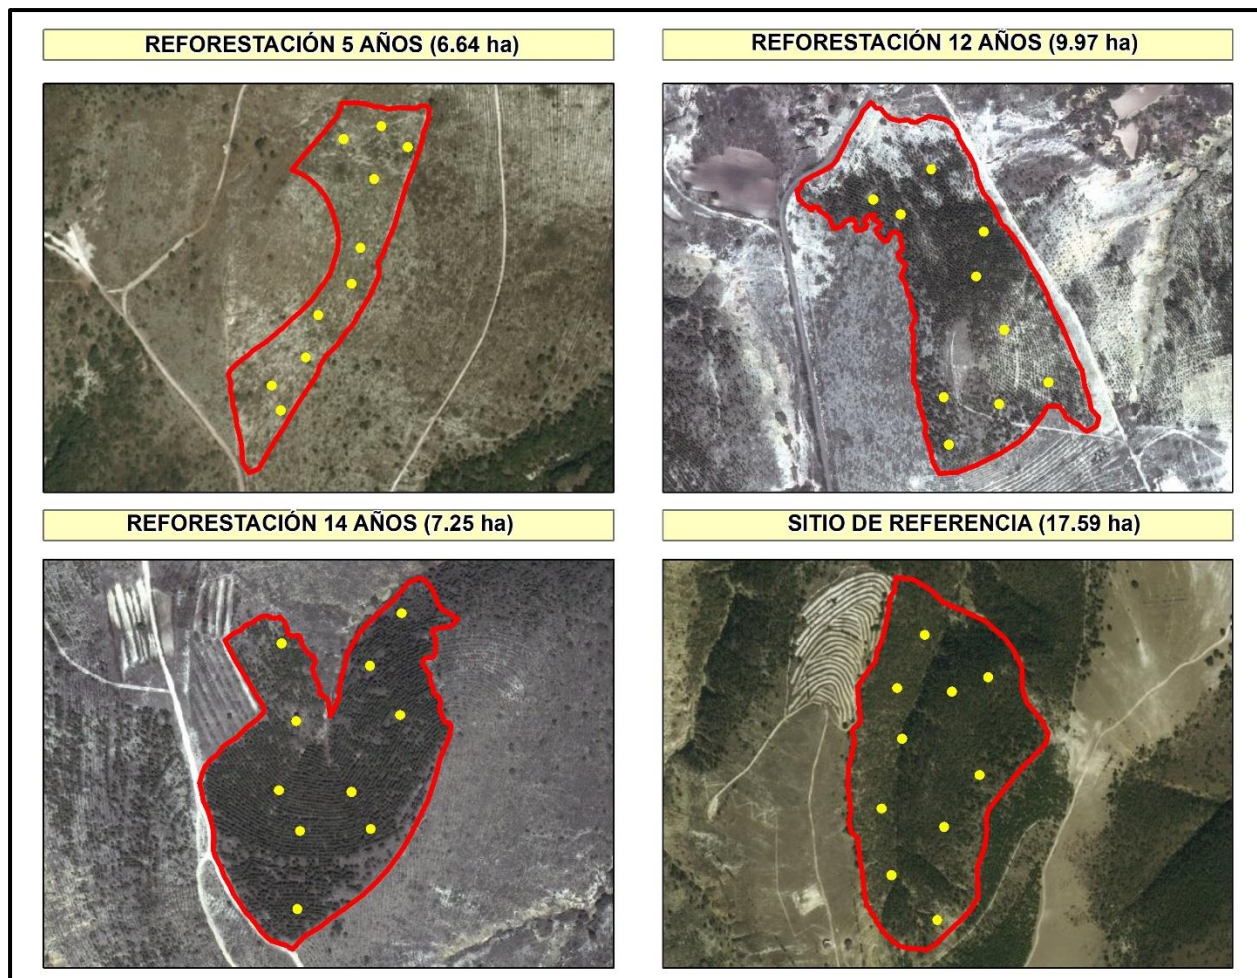 REFORESTACIÓN 5 AÑOS (6.64 ha)
REFORESTACIÓN 12 AÑOS (9.97 ha)
REFORESTACIÓN 14 AÑOS (7.25 ha)
SITIO DE REFERENCIA (17.59 ha)